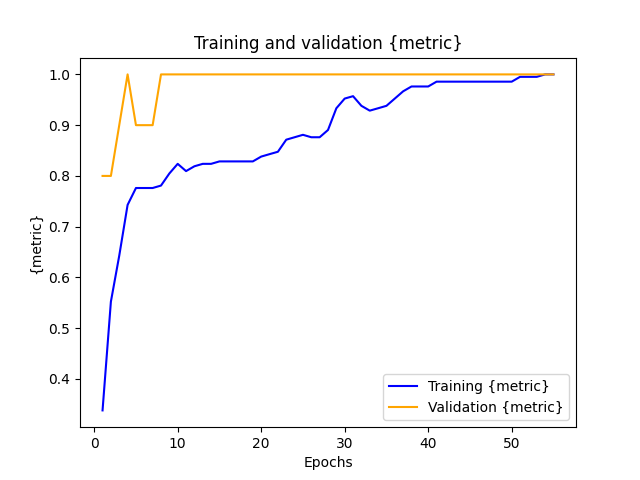 Training and validation {metric}
1.0
0.9
0.8
0.7
0.6
0.5
0.4
{metric}
0 10 20 30 40 50
Epochs
Training {metric}
Validation {metric}